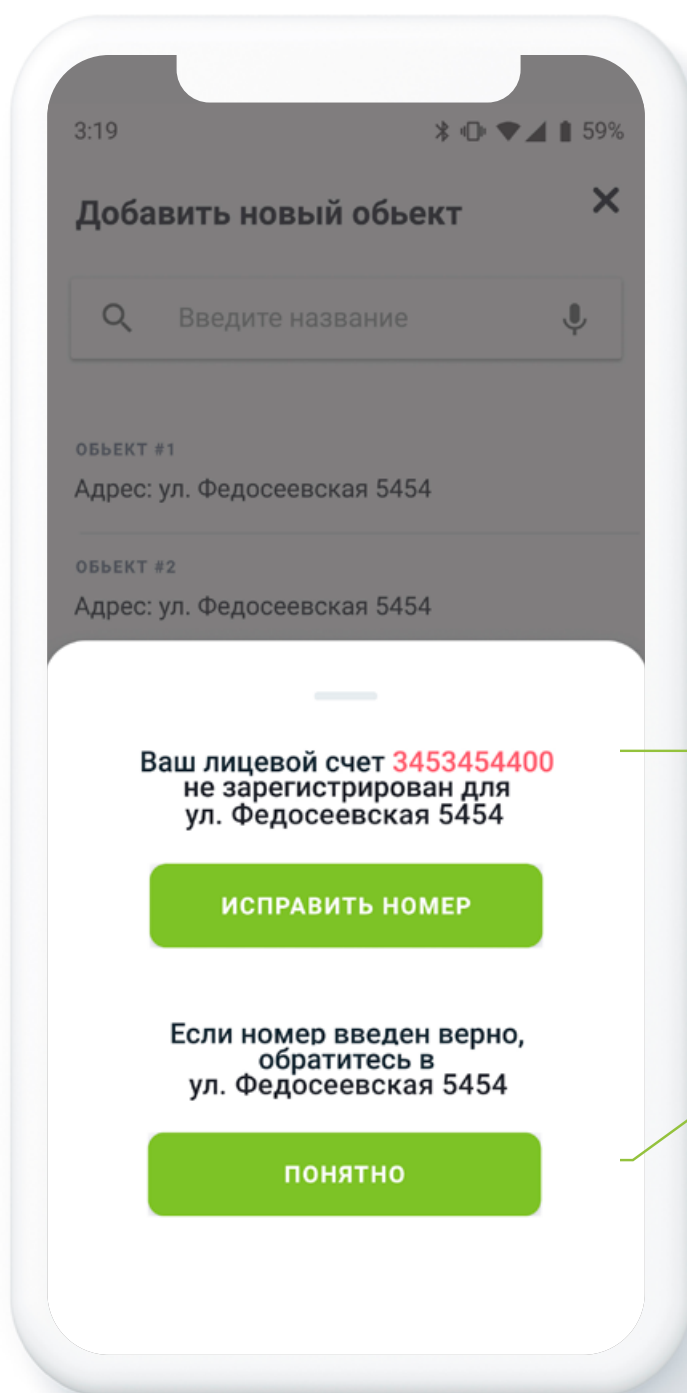 3:19
59%
Добавить новый обьект
Введите название
ОБЬЕКТ #1
Адрес: ул. Федосеевская 5454
ОБЬЕКТ #2
Адрес: ул. Федосеевская 5454
Ваш лицевой счет 3453454400
не зарегистрирован для
ул. Федосеевская 5454
ИСПРАВИТЬ НОМЕР
Если номер введен верно,
обратитесь в
ул. Федосеевская 5454
ПОНЯТНО